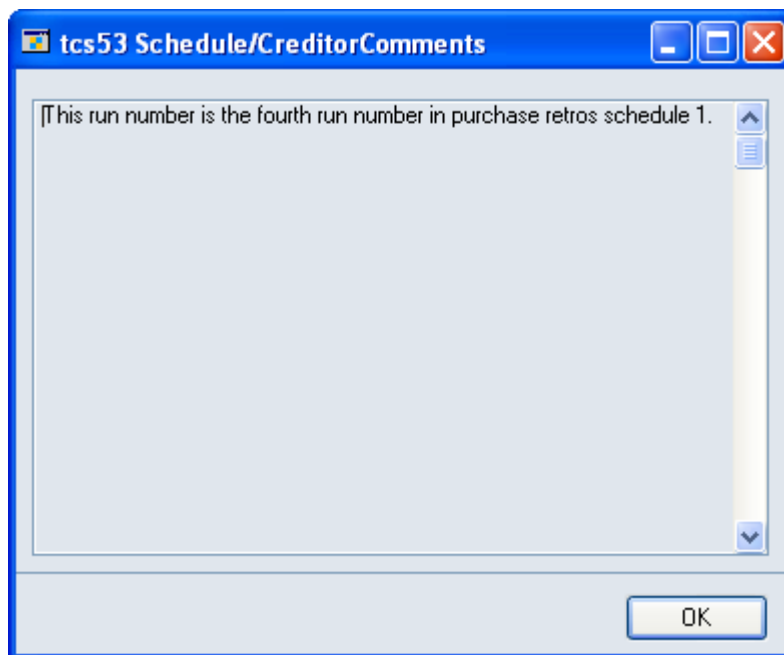 tcs53 Schedule/CreditorComments
This run number is the fourth run number in purchase retros schedule 1.
OK